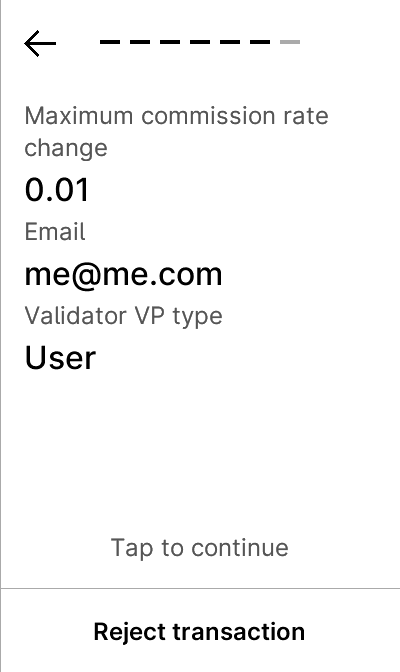 Maximum commission rate
change
0.01
Email
me@me.com
Validator VP type
User
Tap to continue
Reject transaction